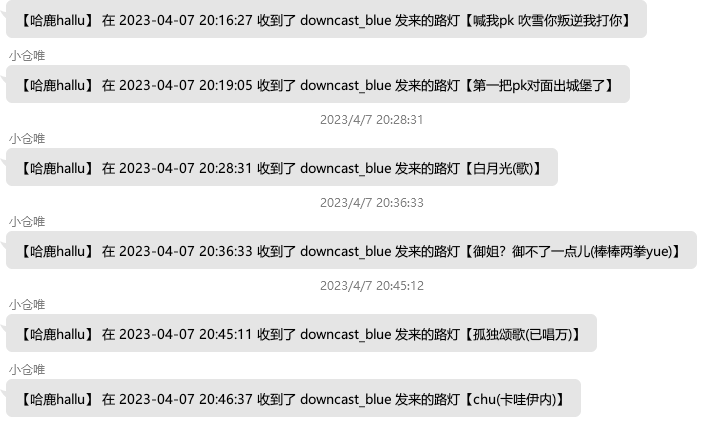 【哈鹿hallu】 在 2023-04-07 20:16:27 收到了 downcast_blue 发来的路灯【喊我pk 吹雪你叛逆我打你】
小仓唯
【哈鹿hallu】 在 2023-04-07 20:19:05 收到了 downcast_blue 发来的路灯【第一把pk对面出城堡了】
2023/4/7 20:28:31
小仓唯
【哈鹿hallu】 在 2023-04-07 20:28:31 收到了 downcast_blue 发来的路灯【白月光(歌)】
2023/4/7 20:36:33
小仓唯
【哈鹿hallu】 在 2023-04-07 20:36:33 收到了 downcast_blue 发来的路灯【御姐？御不了一点儿(棒棒两拳yue)】
2023/4/7 20:45:12
小仓唯
【哈鹿hallu】 在 2023-04-07 20:45:11 收到了 downcast_blue 发来的路灯【孤独颂歌(已唱万)】
小仓唯
【哈鹿hallu】 在 2023-04-07 20:46:37 收到了 downcast_blue 发来的路灯【chu(卡哇伊内)】